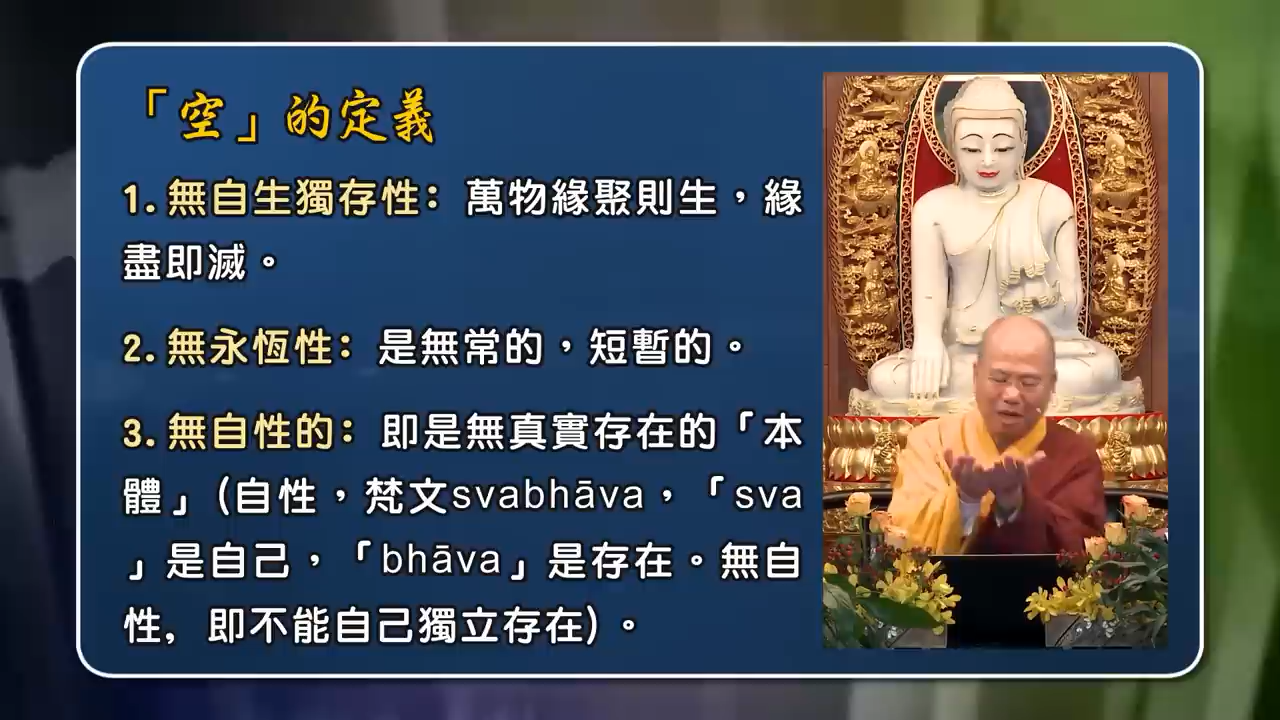 「空」的定義
1. 無自生獨存性：萬物緣聚則生，緣
盡即滅。
2. 無永恆性：是無常的，短暫的。
3. 無自性的：即是無真實存在的「本
體」(自性，梵文svabhāva，「sva
」是自己，「bhāva」是存在。無自
性，即不能自己獨立存在)。